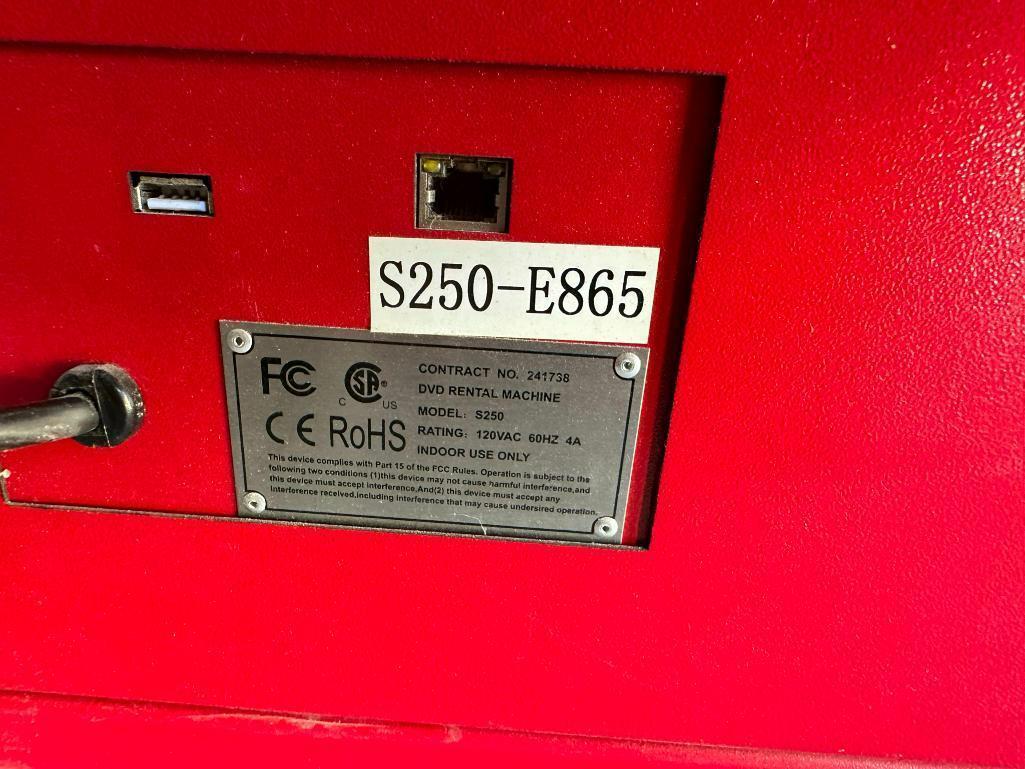 S250-E865
FC
SA®
C US
CE RoHS
CONTRACT NO. 241738
DVD RENTAL MACHINE
MODEL: S250
RATING: 120VAC 60HZ 4A
INDOOR USE ONLY
This device complies with Part 15 of the FCC Rules. Operation is subject to the
following two conditions (1)this device may not cause harmful interference,and
this device must accept interference,And(2) this device must accept any
interference received,including interference that may cause undersired operation.